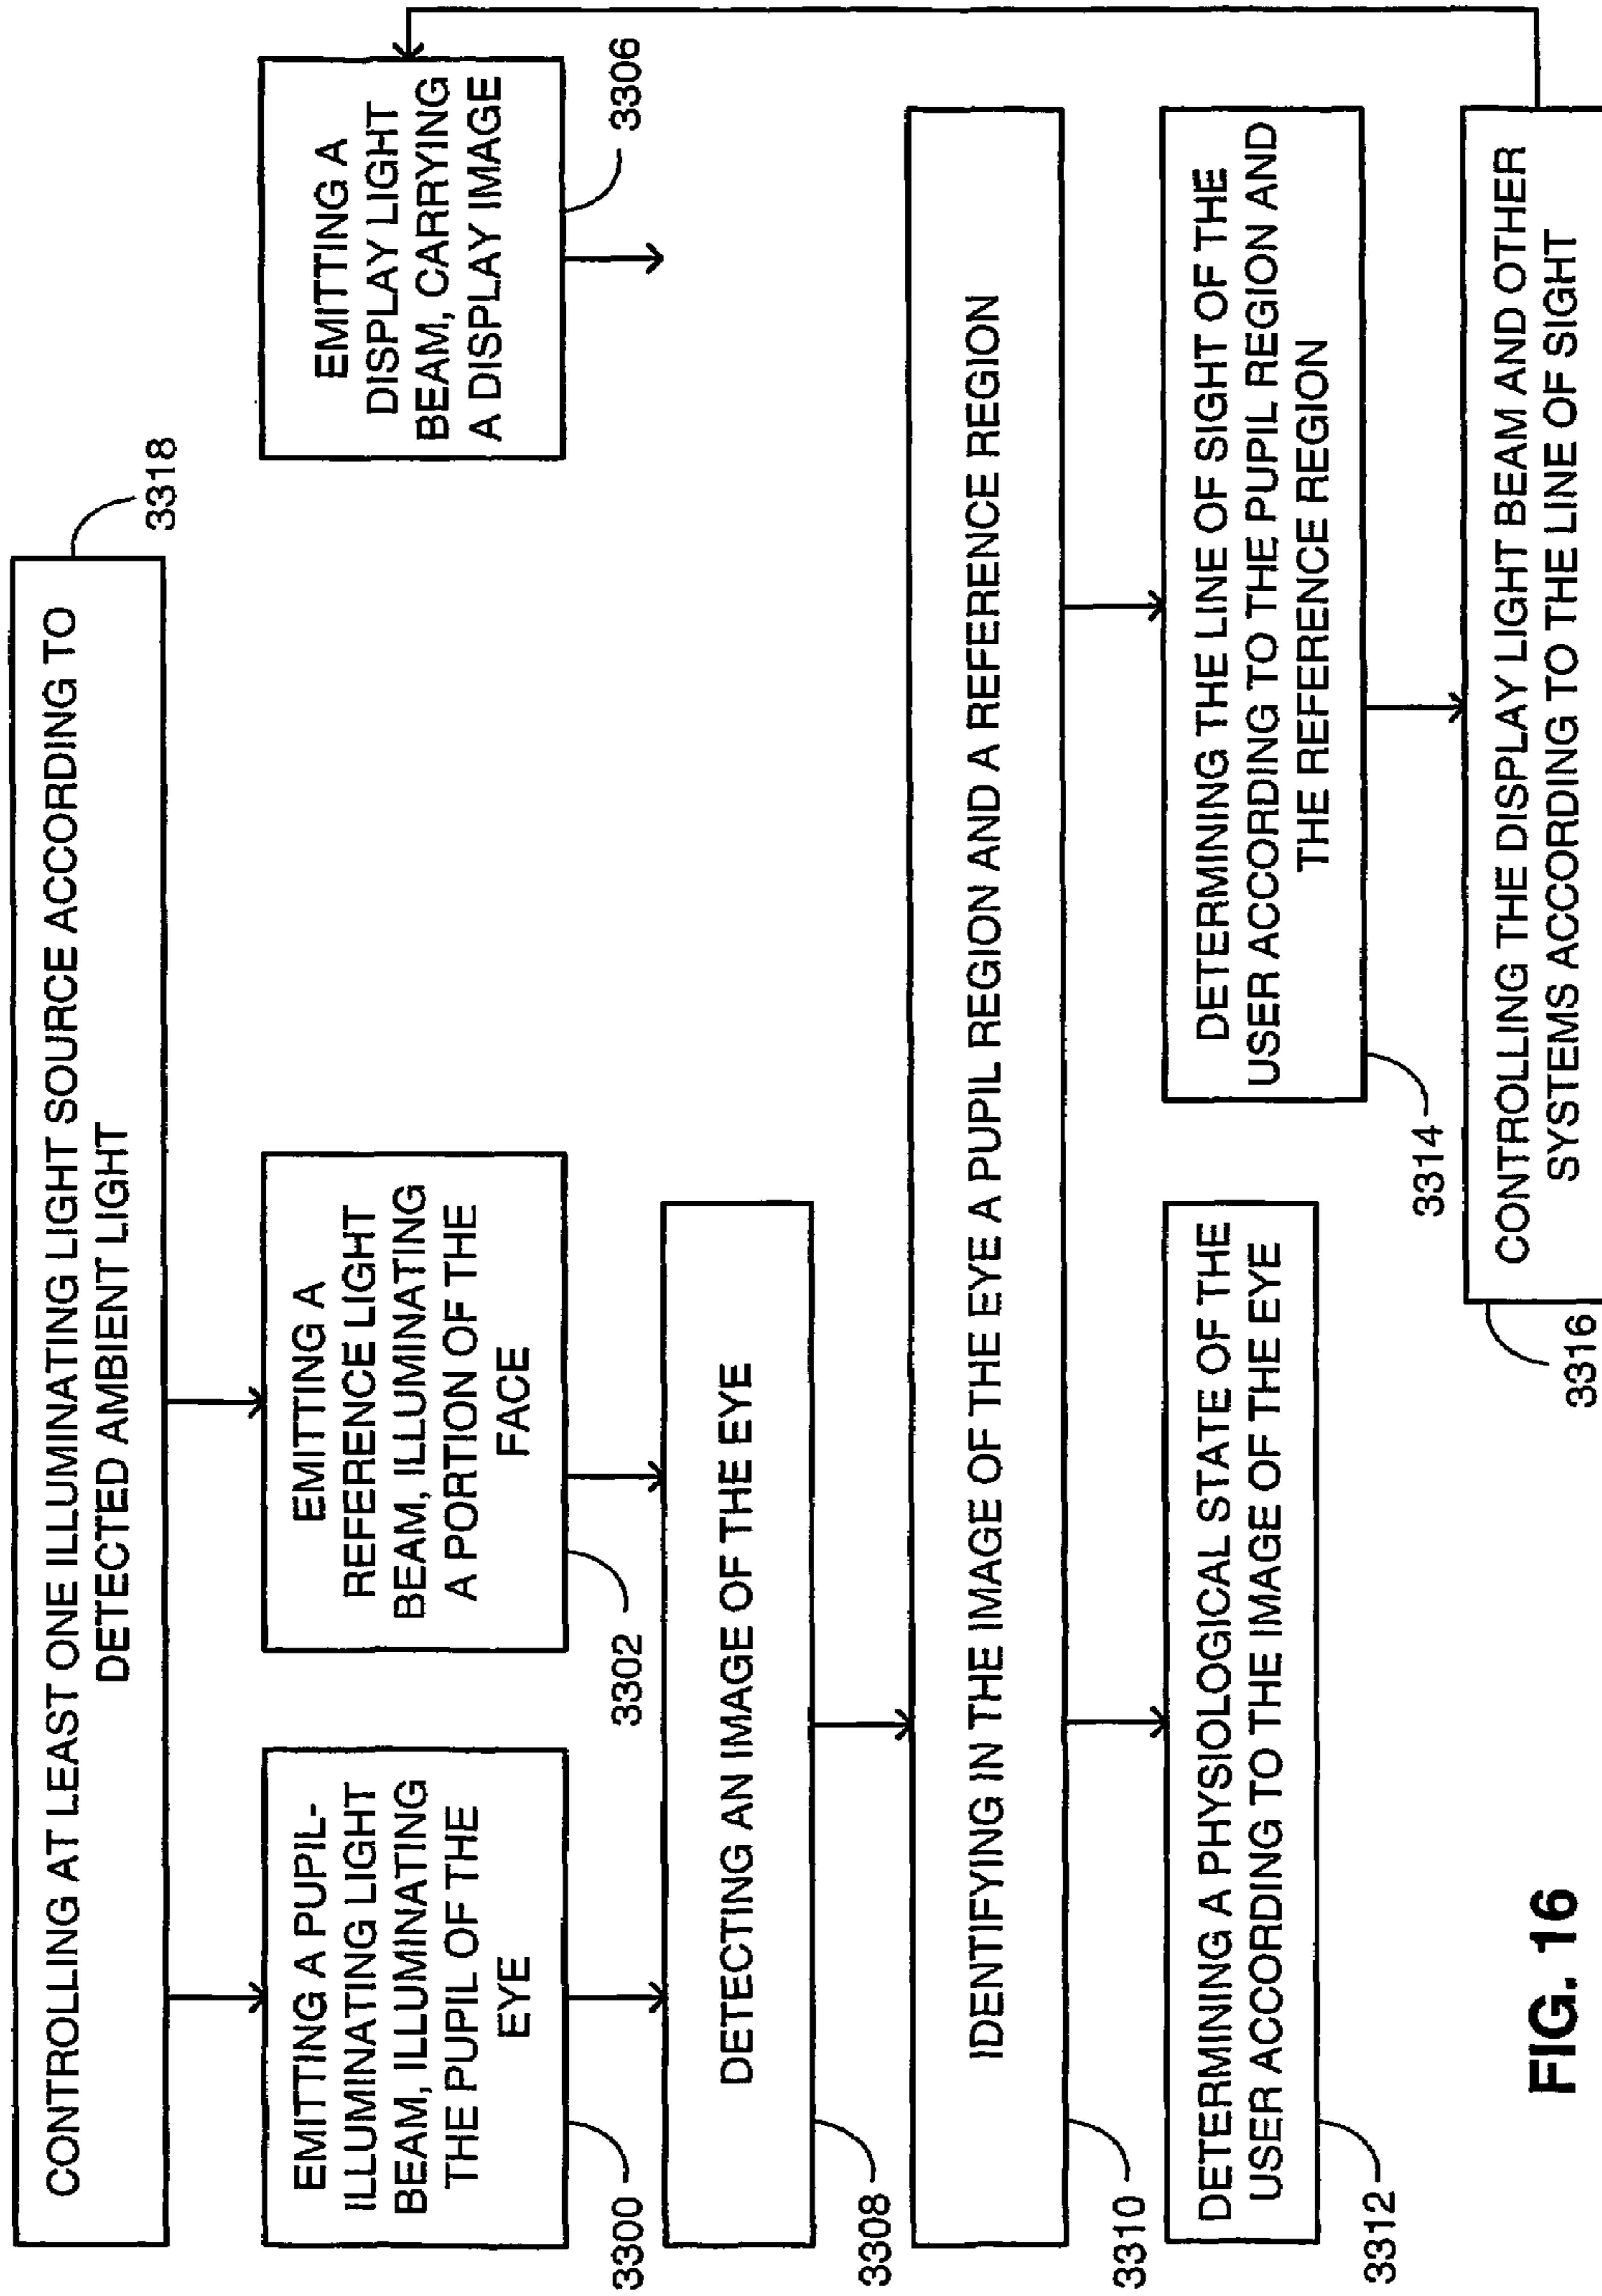 CONTROLLING AT LEAST ONE ILLUMINATING LIGHT SOURCE ACCORDING TO
DETECTED AMBIENT LIGHT
3318
EMITTING A PUPIL-
ILLUMINATING LIGHT
BEAM, ILLUMINATING
THE PUPIL OF THE
EYE
3300
EMITTING A
REFERENCE LIGHT
BEAM, ILLUMINATING
A PORTION OF THE
FACE
3302
EMITTING A
DISPLAY LIGHT
BEAM, CARRYING
A DISPLAY IMAGE
3306
DETECTING AN IMAGE OF THE EYE
3308
IDENTIFYING IN THE IMAGE OF THE EYE A PUPIL REGION AND A REFERENCE REGION
3310
DETERMINING A PHYSIOLOGICAL STATE OF THE
USER ACCORDING TO THE IMAGE OF THE EYE
3312
DETERMINING THE LINE OF SIGHT OF THE
USER ACCORDING TO THE PUPIL REGION AND
THE REFERENCE REGION
3314
CONTROLLING THE DISPLAY LIGHT BEAM AND OTHER
SYSTEMS ACCORDING TO THE LINE OF SIGHT
3316
FIG. 16